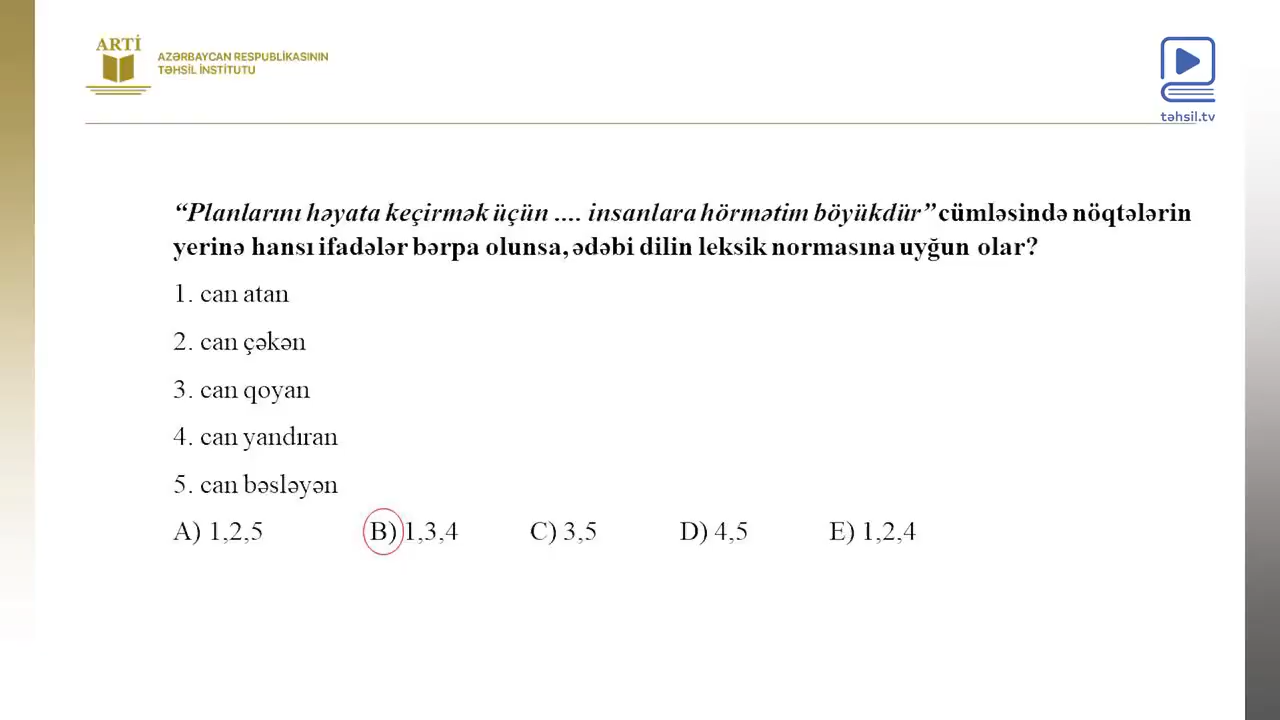 ARTİ
AZƏRBAYCAN RESPUBLİKASININ
TƏHSİL İNSTİTUTU
təhsil.tv
“Planlarını həyata keçirmək üçün .... insanlara hörmətim böyükdür” cümləsində nöqtələrin
yerinə hansı ifadələr bərpa olunsa, ədəbi dilin leksik normasına uyğun olar?
1. can atan
2. can çəkən
3. can qoyan
4. can yandıran
5. can bəsləyən
A) 1,2,5 B) 1,3,4 C) 3,5 D) 4,5 E) 1,2,4